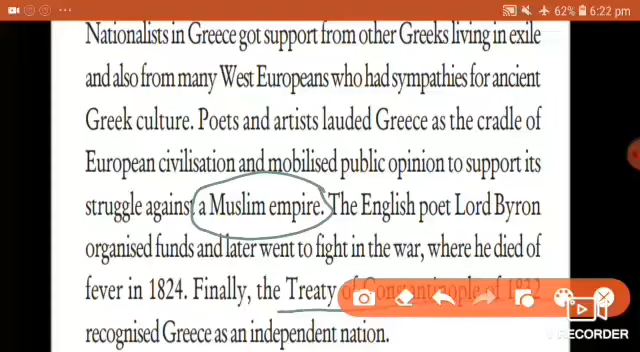 62% 6:22 pm
Nationalists in Greece got support from other Greeks living in exile
and also from many West Europeans who had sympathies for ancient
Greek culture. Poets and artists lauded Greece as the cradle of
European civilisation and mobilised public opinion to support its
struggle against a Muslim empire. The English poet Lord Byron
organised funds and later went to fight in the war, where he died of
fever in 1824. Finally, the Treaty of Constantinople of 1832
recognised Greece as an independent nation.
RECORDER